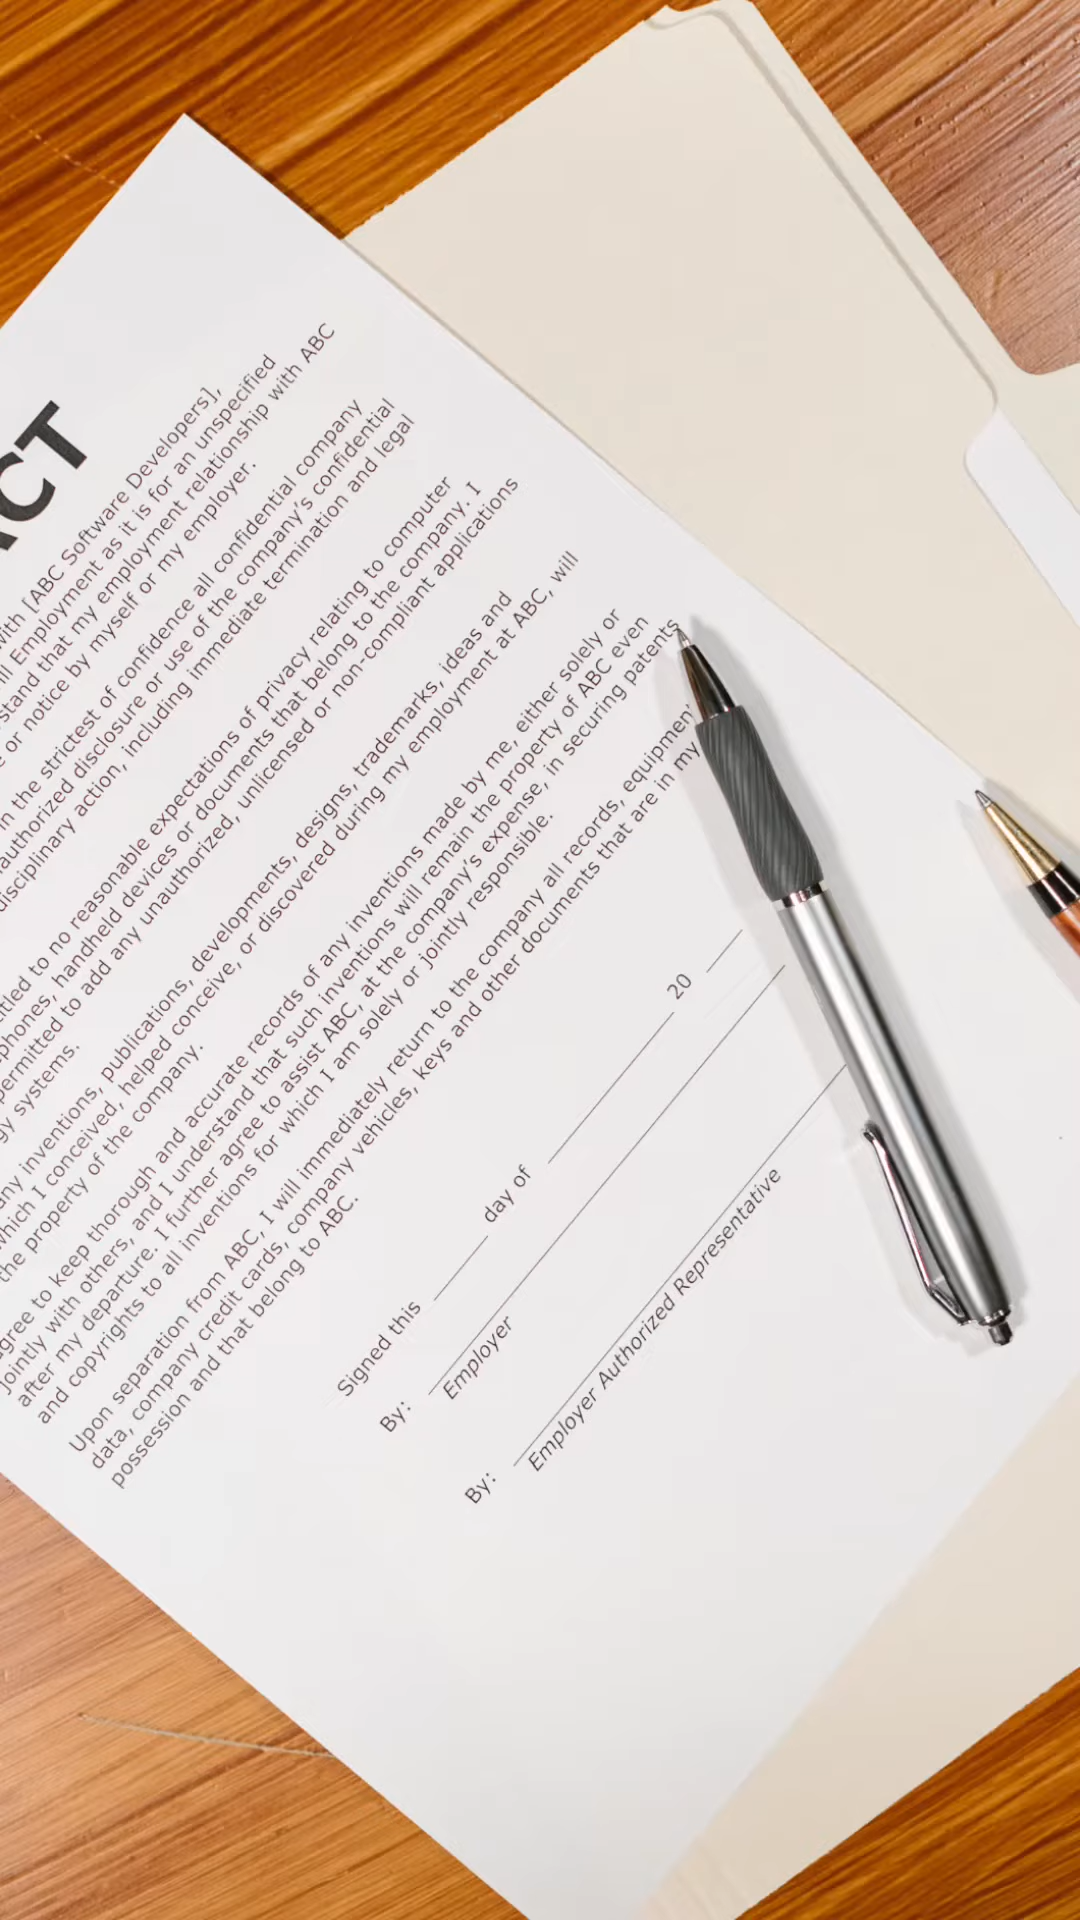 ACT
with [ABC Software Developers],
Employment as it is for an unspecified
stand that my employment relationship with ABC
or notice by myself or my employer.
in the strictest of confidence all confidential company
disclosure or use of the company's confidential
disciplinary action, including immediate termination and legal
to no reasonable expectations of privacy relating to computer
handheld devices or documents that belong to the company. I
permitted to add any unauthorized, unlicensed or non-compliant applications
systems.
any inventions, publications, developments, designs, trademarks, ideas and
which I conceived, helped conceive, or discovered during my employment at ABC, will
the property of the company.
agree to keep thorough and accurate records of any inventions made by me, either solely or
jointly with others, and I understand that such inventions will remain the property of ABC even
after my departure. I further agree to assist ABC, at the company's expense, in securing patents
and copyrights to all inventions for which I am solely or jointly responsible.
Upon separation from ABC, I will immediately return to the company all records, equipment
data, company credit cards, company vehicles, keys and other documents that are in my
possession and that belong to ABC.
Signed this day of 20
By:
Employer
By:
Employer Authorized Representative